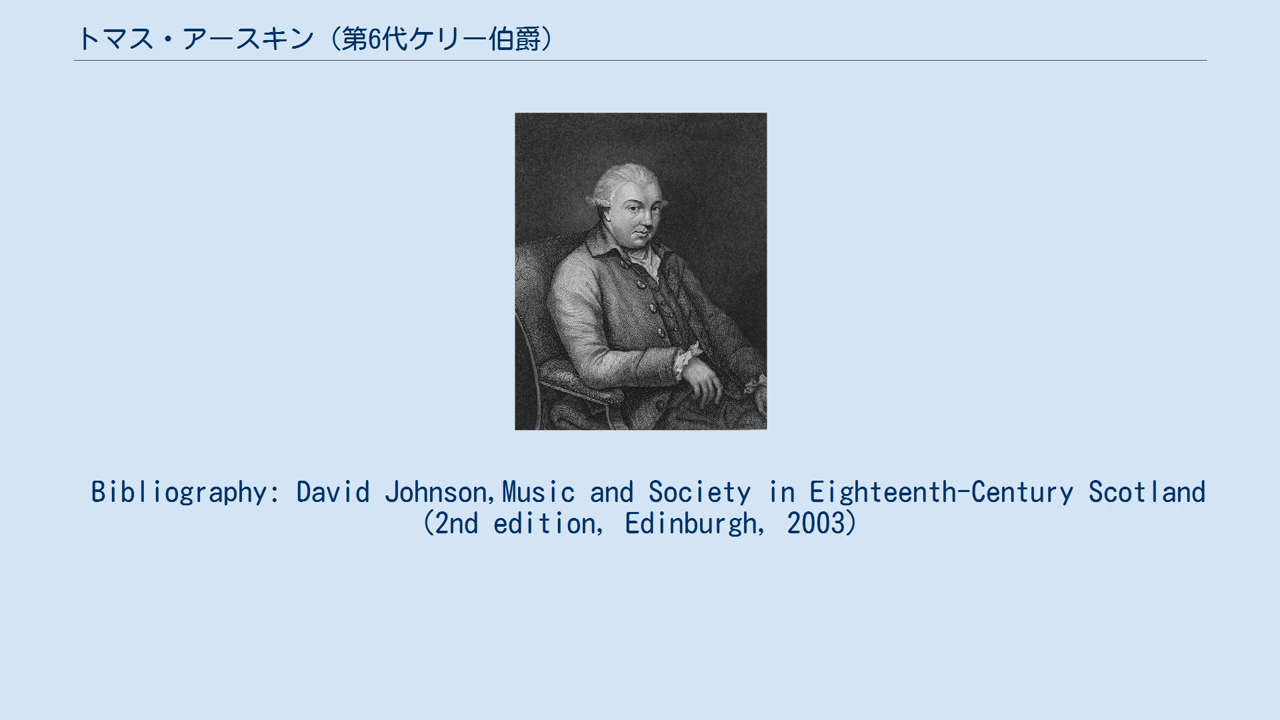 トマス・アースキン（第6代ケリー伯爵）
Bibliography: David Johnson,Music and Society in Eighteenth-Century Scotland
(2nd edition, Edinburgh, 2003)